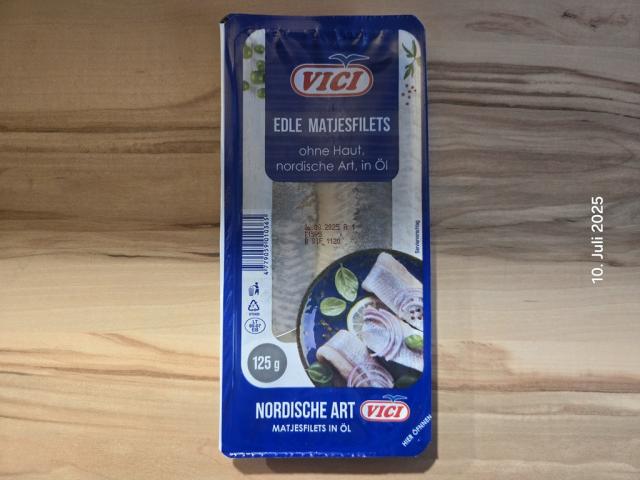 VICI
EDLE MATJESFILETS
ohne Haut,
nordische Art, in Öl
Serviervorschlag
125 g
NORDISCHE ART
VICI
MATJESFILETS IN ÖL
HIER ÖFFNEN
10. Juli 2025